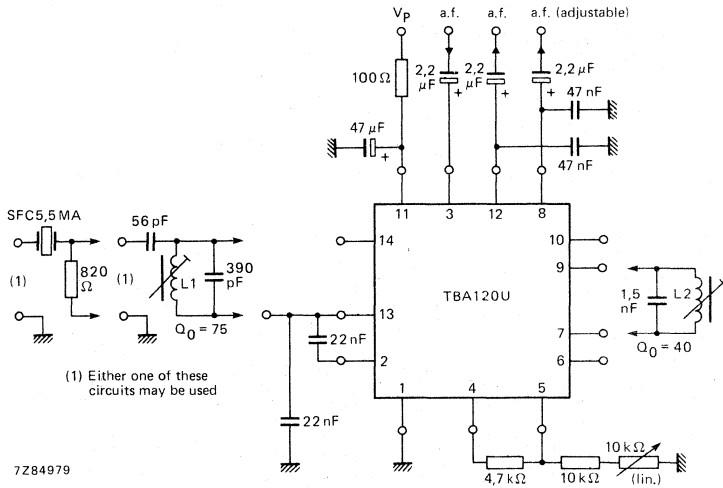 Vp a.f. a.f. a.f. (adjustable)
100Ω
2,2 μF
2,2 μF
2,2 μF
47 nF
47 μF
47 nF
+ + + +
11 3 12 8
SFC5,5MA
56 pF
(1)
820 Ω
(1)
L1
390 pF
Q0 = 75
14
10
9
TBA120U
1,5 nF
L2
13
22 nF
7
Q0 = 40
2
6
(1) Either one of these
circuits may be used
1 4 5
22 nF
4,7 kΩ
10 kΩ
10 kΩ
(lin.)
7Z84979